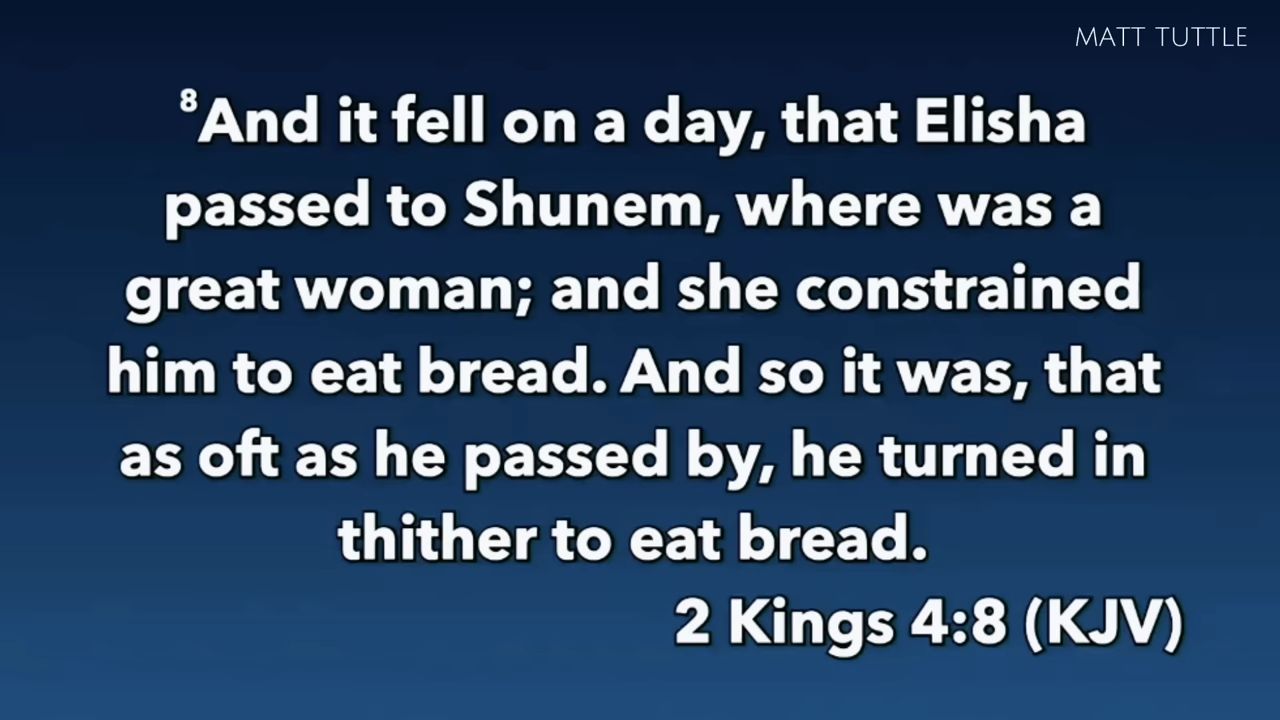 MATT TUTTLE
8And it fell on a day, that Elisha
passed to Shunem, where was a
great woman; and she constrained
him to eat bread. And so it was, that
as oft as he passed by, he turned in
thither to eat bread.
2 Kings 4:8 (KJV)